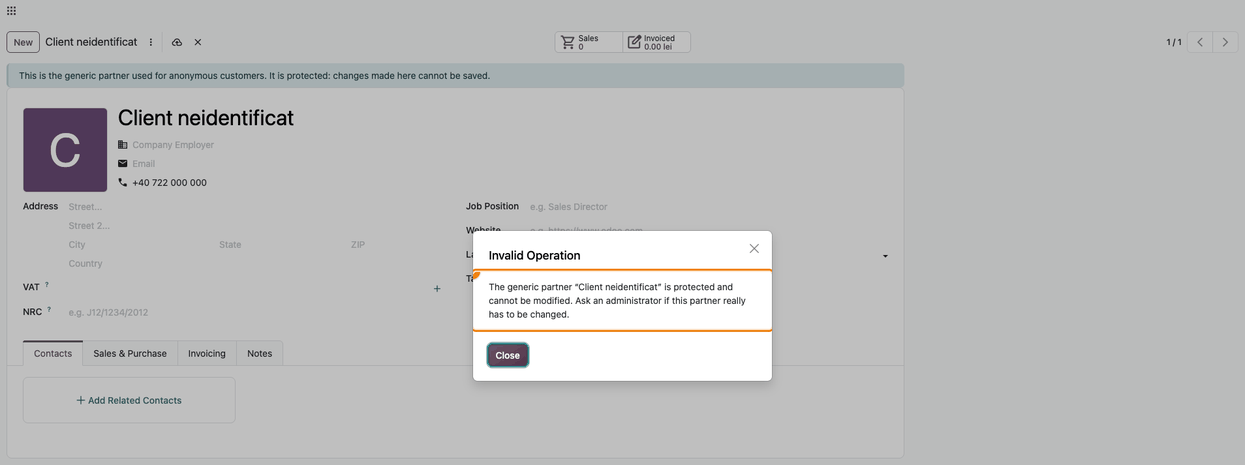 New
Client neidentificat
Sales
0
Invoiced
0.00 lei
1 / 1
This is the generic partner used for anonymous customers. It is protected: changes made here cannot be saved.
C
Client neidentificat
Company Employer
Email
+40 722 000 000
Address
Street...
Street 2...
City
State
ZIP
Country
VAT ?
NRC ?
e.g. J12/1234/2012
Job Position
e.g. Sales Director
Website
Invalid Operation
The generic partner “Client neidentificat” is protected and
cannot be modified. Ask an administrator if this partner really
has to be changed.
Close
Contacts
Sales & Purchase
Invoicing
Notes
Add Related Contacts